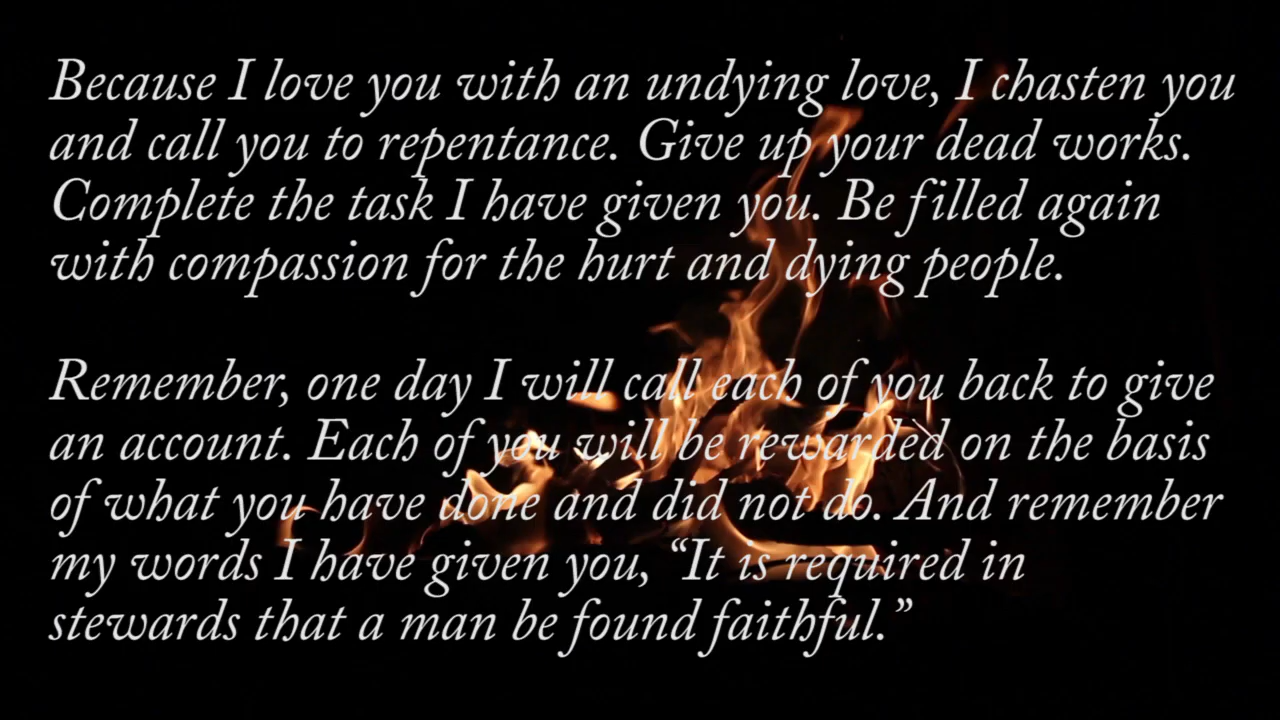 Because I love you with an undying love, I chasten you
and call you to repentance. Give up your dead works.
Complete the task I have given you. Be filled again
with compassion for the hurt and dying people.
Remember, one day I will call each of you back to give
an account. Each of you will be rewarded on the basis
of what you have done and did not do. And remember
my words I have given you, “It is required in
stewards that a man be found faithful.”